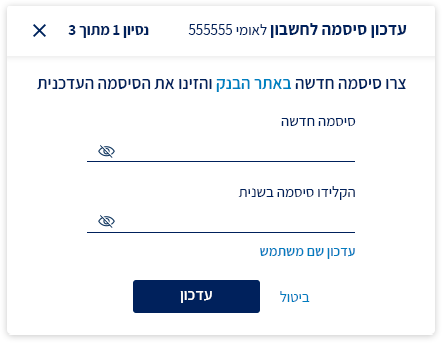 עדכון סיסמה לחשבון לאומי 555555 נסיון 1 מתוך 3
צרו סיסמה חדשה באתר הבנק והזינו את הסיסמה העדכנית
סיסמה חדשה
הקלידו סיסמה בשנית
עדכון שם משתמש
ביטול עדכון